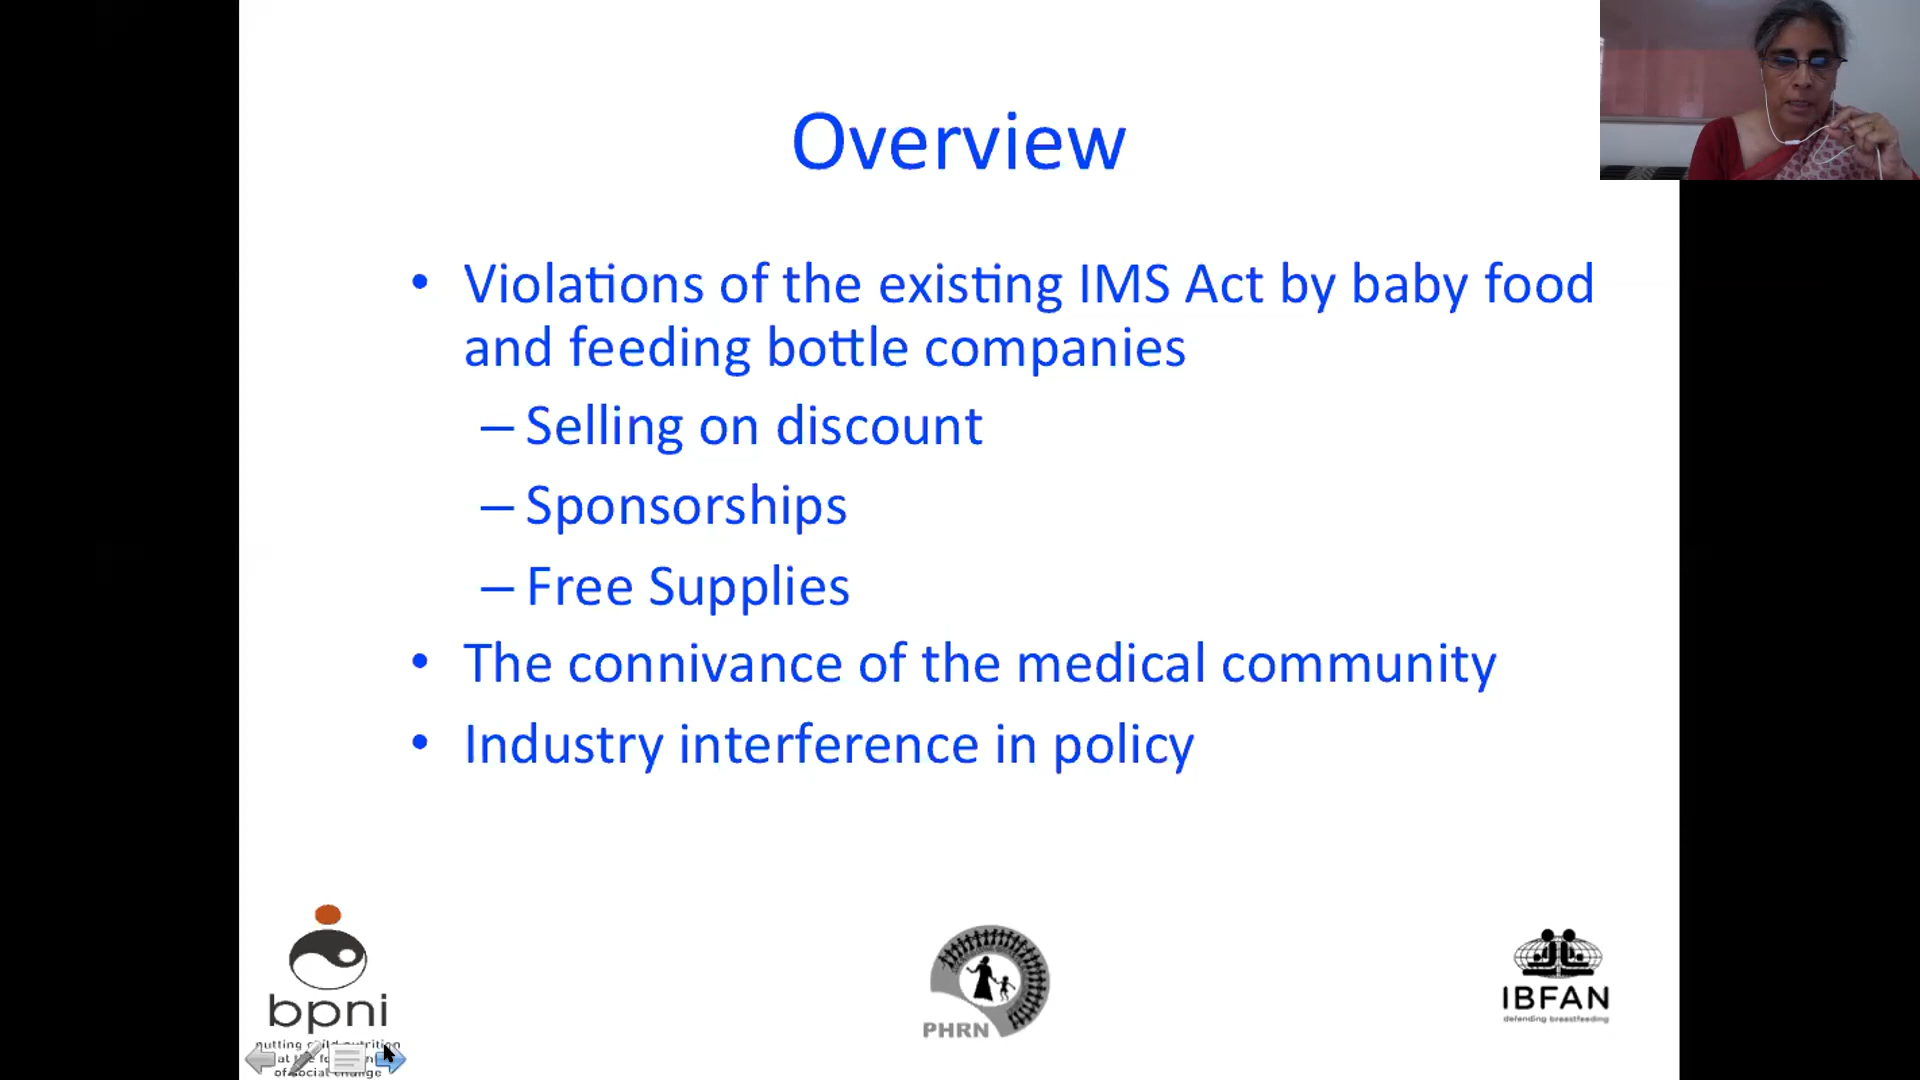 Overview
• Violations of the existing IMS Act by baby food
and feeding bottle companies
– Selling on discount
– Sponsorships
– Free Supplies
• The connivance of the medical community
• Industry interference in policy
bpni
putting child nutrition
at the
of social change
PHRN
IBFAN
defending breastfeeding